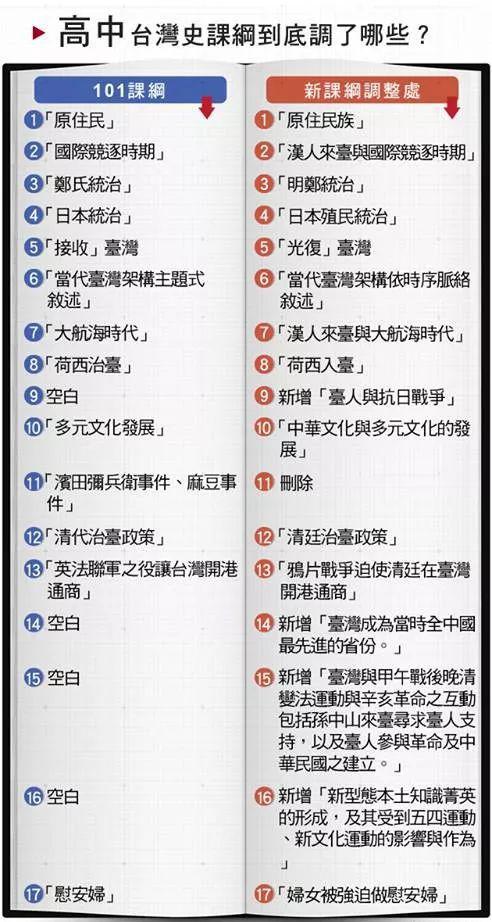 ▶高中台灣史課綱到底調了哪些？
101課綱
新課綱調整處
①「原住民」
①「原住民族」
②「國際競逐時期」
②「漢人來臺與國際競逐時期」
③「鄭氏統治」
③「明鄭統治」
④「日本統治」
④「日本殖民統治」
⑤「接收」臺灣
⑤「光復」臺灣
⑥「當代臺灣架構主題式
敘述」
⑥「當代臺灣架構依時序脈絡
敘述」
⑦「大航海時代」
⑦「漢人來臺與大航海時代」
⑧「荷西治臺」
⑧「荷西入臺」
⑨空白
⑨新增「臺人與抗日戰爭」
⑩「多元文化發展」
⑩「中華文化與多元文化的發
展」
⑪「濱田彌兵衛事件、麻豆事
件」
⑪刪除
⑫「清代治臺政策」
⑫「清廷治臺政策」
⑬「英法聯軍之役讓台灣開港
通商」
⑬「鴉片戰爭迫使清廷在臺灣
開港通商」
⑭空白
⑭新增「臺灣成為當時全中國
最先進的省份。」
⑮空白
⑮新增「臺灣與甲午戰後晚清
變法運動與辛亥革命之互動
包括孫中山來臺尋求臺人支
持，以及臺人參與革命及中
華民國之建立。」
⑯空白
⑯新增「新型態本土知識菁英
的形成，及其受到五四運動
、新文化運動的影響與作為
」
⑰「慰安婦」
⑰「婦女被強迫做慰安婦」